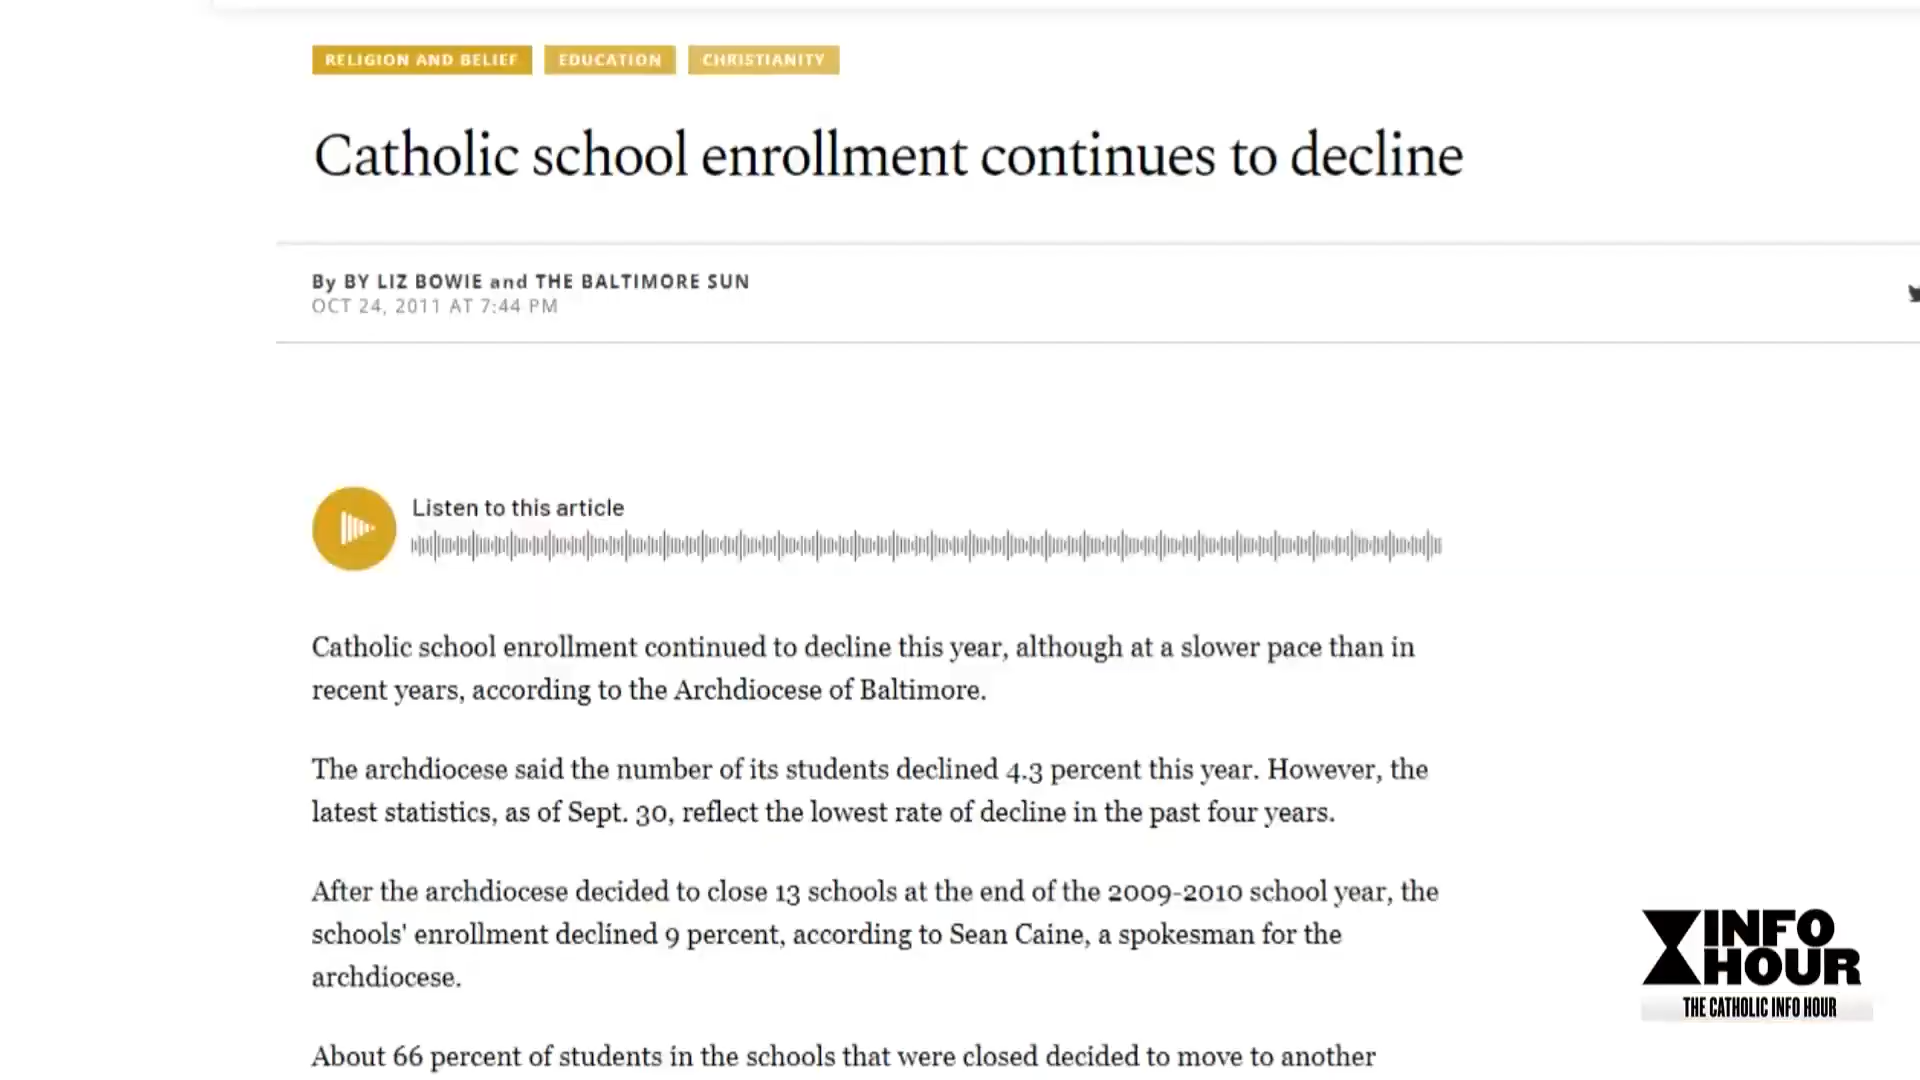 RELIGION AND BELIEF EDUCATION CHRISTIANITY
Catholic school enrollment continues to decline
By BY LIZ BOWIE and THE BALTIMORE SUN
OCT 24, 2011 AT 7:44 PM
Listen to this article
Catholic school enrollment continued to decline this year, although at a slower pace than in
recent years, according to the Archdiocese of Baltimore.
The archdiocese said the number of its students declined 4.3 percent this year. However, the
latest statistics, as of Sept. 30, reflect the lowest rate of decline in the past four years.
After the archdiocese decided to close 13 schools at the end of the 2009-2010 school year, the
schools' enrollment declined 9 percent, according to Sean Caine, a spokesman for the
archdiocese.
About 66 percent of students in the schools that were closed decided to move to another
INFO
HOUR
THE CATHOLIC INFO HOUR